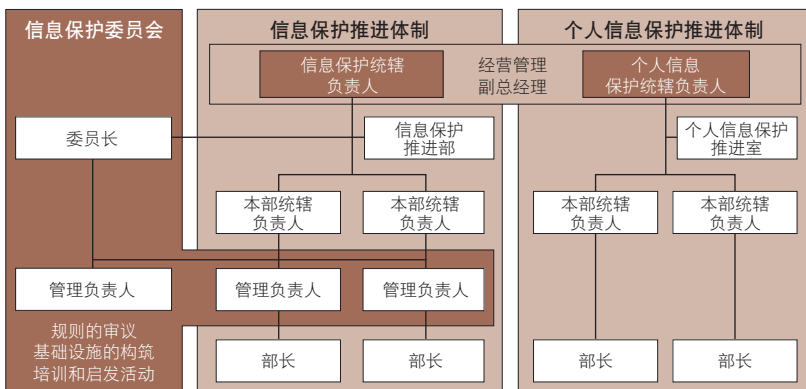 信息保护委员会
信息保护推进体制
个人信息保护推进体制
信息保护统辖
负责人
经营管理
副总经理
个人信息
保护统辖负责人
委员长
信息保护
推进部
个人信息保护
推进室
本部统辖
负责人
本部统辖
负责人
本部统辖
负责人
本部统辖
负责人
管理负责人
管理负责人
管理负责人
规则的审议
基础设施的构筑
培训和启发活动
部长
部长
部长
部长